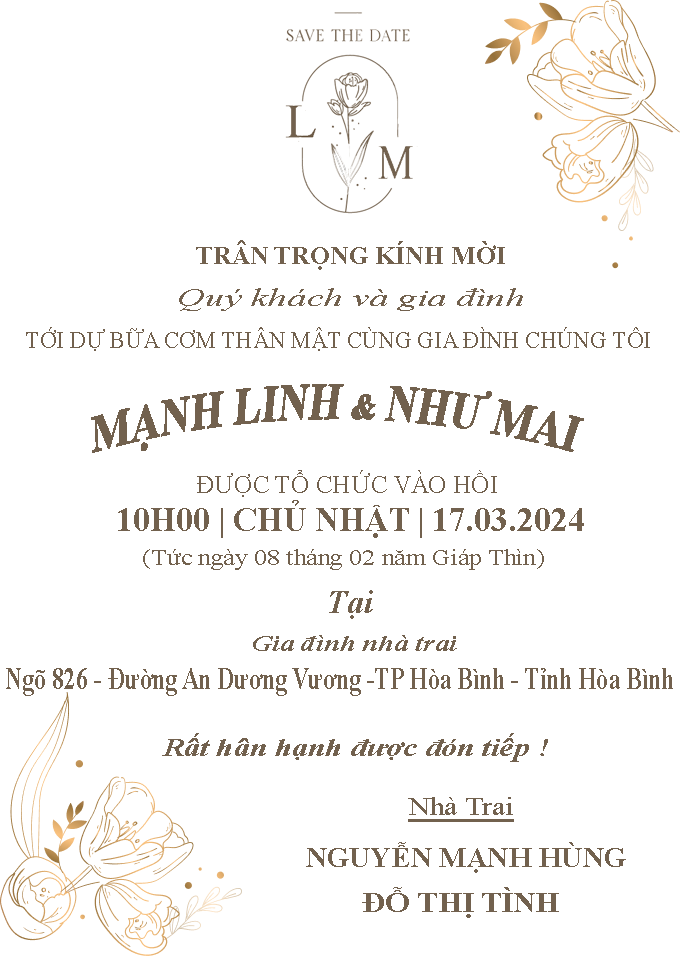 SAVE THE DATE
L
M
TRÂN TRỌNG KÍNH MỜI
Quý khách và gia đình
TỚI DỰ BỮA CƠM THÂN MẬT CÙNG GIA ĐÌNH CHÚNG TÔI
MẠNH LINH & NHƯ MAI
ĐƯỢC TỔ CHỨC VÀO HỒI
10H00 | CHỦ NHẬT | 17.03.2024
(Tức ngày 08 tháng 02 năm Giáp Thìn)
Tại
Gia đình nhà trai
Ngõ 826 - Đường An Dương Vương -TP Hòa Bình - Tỉnh Hòa Bình
Rất hân hạnh được đón tiếp !
Nhà Trai
NGUYỄN MẠNH HÙNG
ĐỖ THỊ TÌNH